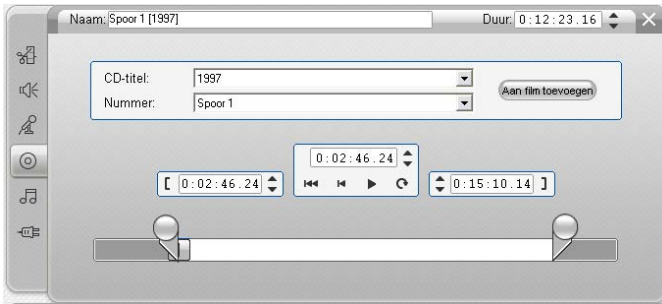 Naam: Spoor 1 [1997] Duur: 0:12:23.16
CD-titel: 1997
Aan film toevoegen
Nummer: Spoor 1
0:02:46.24
[ 0:02:46.24 0:15:10.14 ]